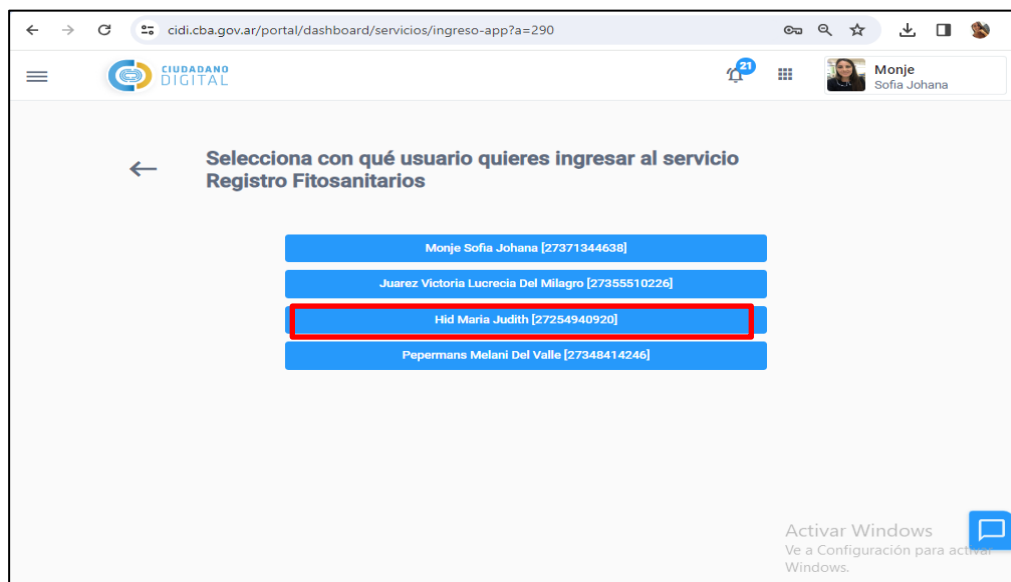 cidi.cba.gov.ar/portal/dashboard/servicios/ingreso-app?a=290
CIUDADANO
DIGITAL
21
Monje
Sofia Johana
Selecciona con qué usuario quieres ingresar al servicio
Registro Fitosanitarios
Monje Sofia Johana [27371344638]
Juarez Victoria Lucrecia Del Milagro [27355510226]
Hid Maria Judith [27254940920]
Pepermans Melani Del Valle [27348414246]
Activar Windows
Ve a Configuración para activar
Windows.